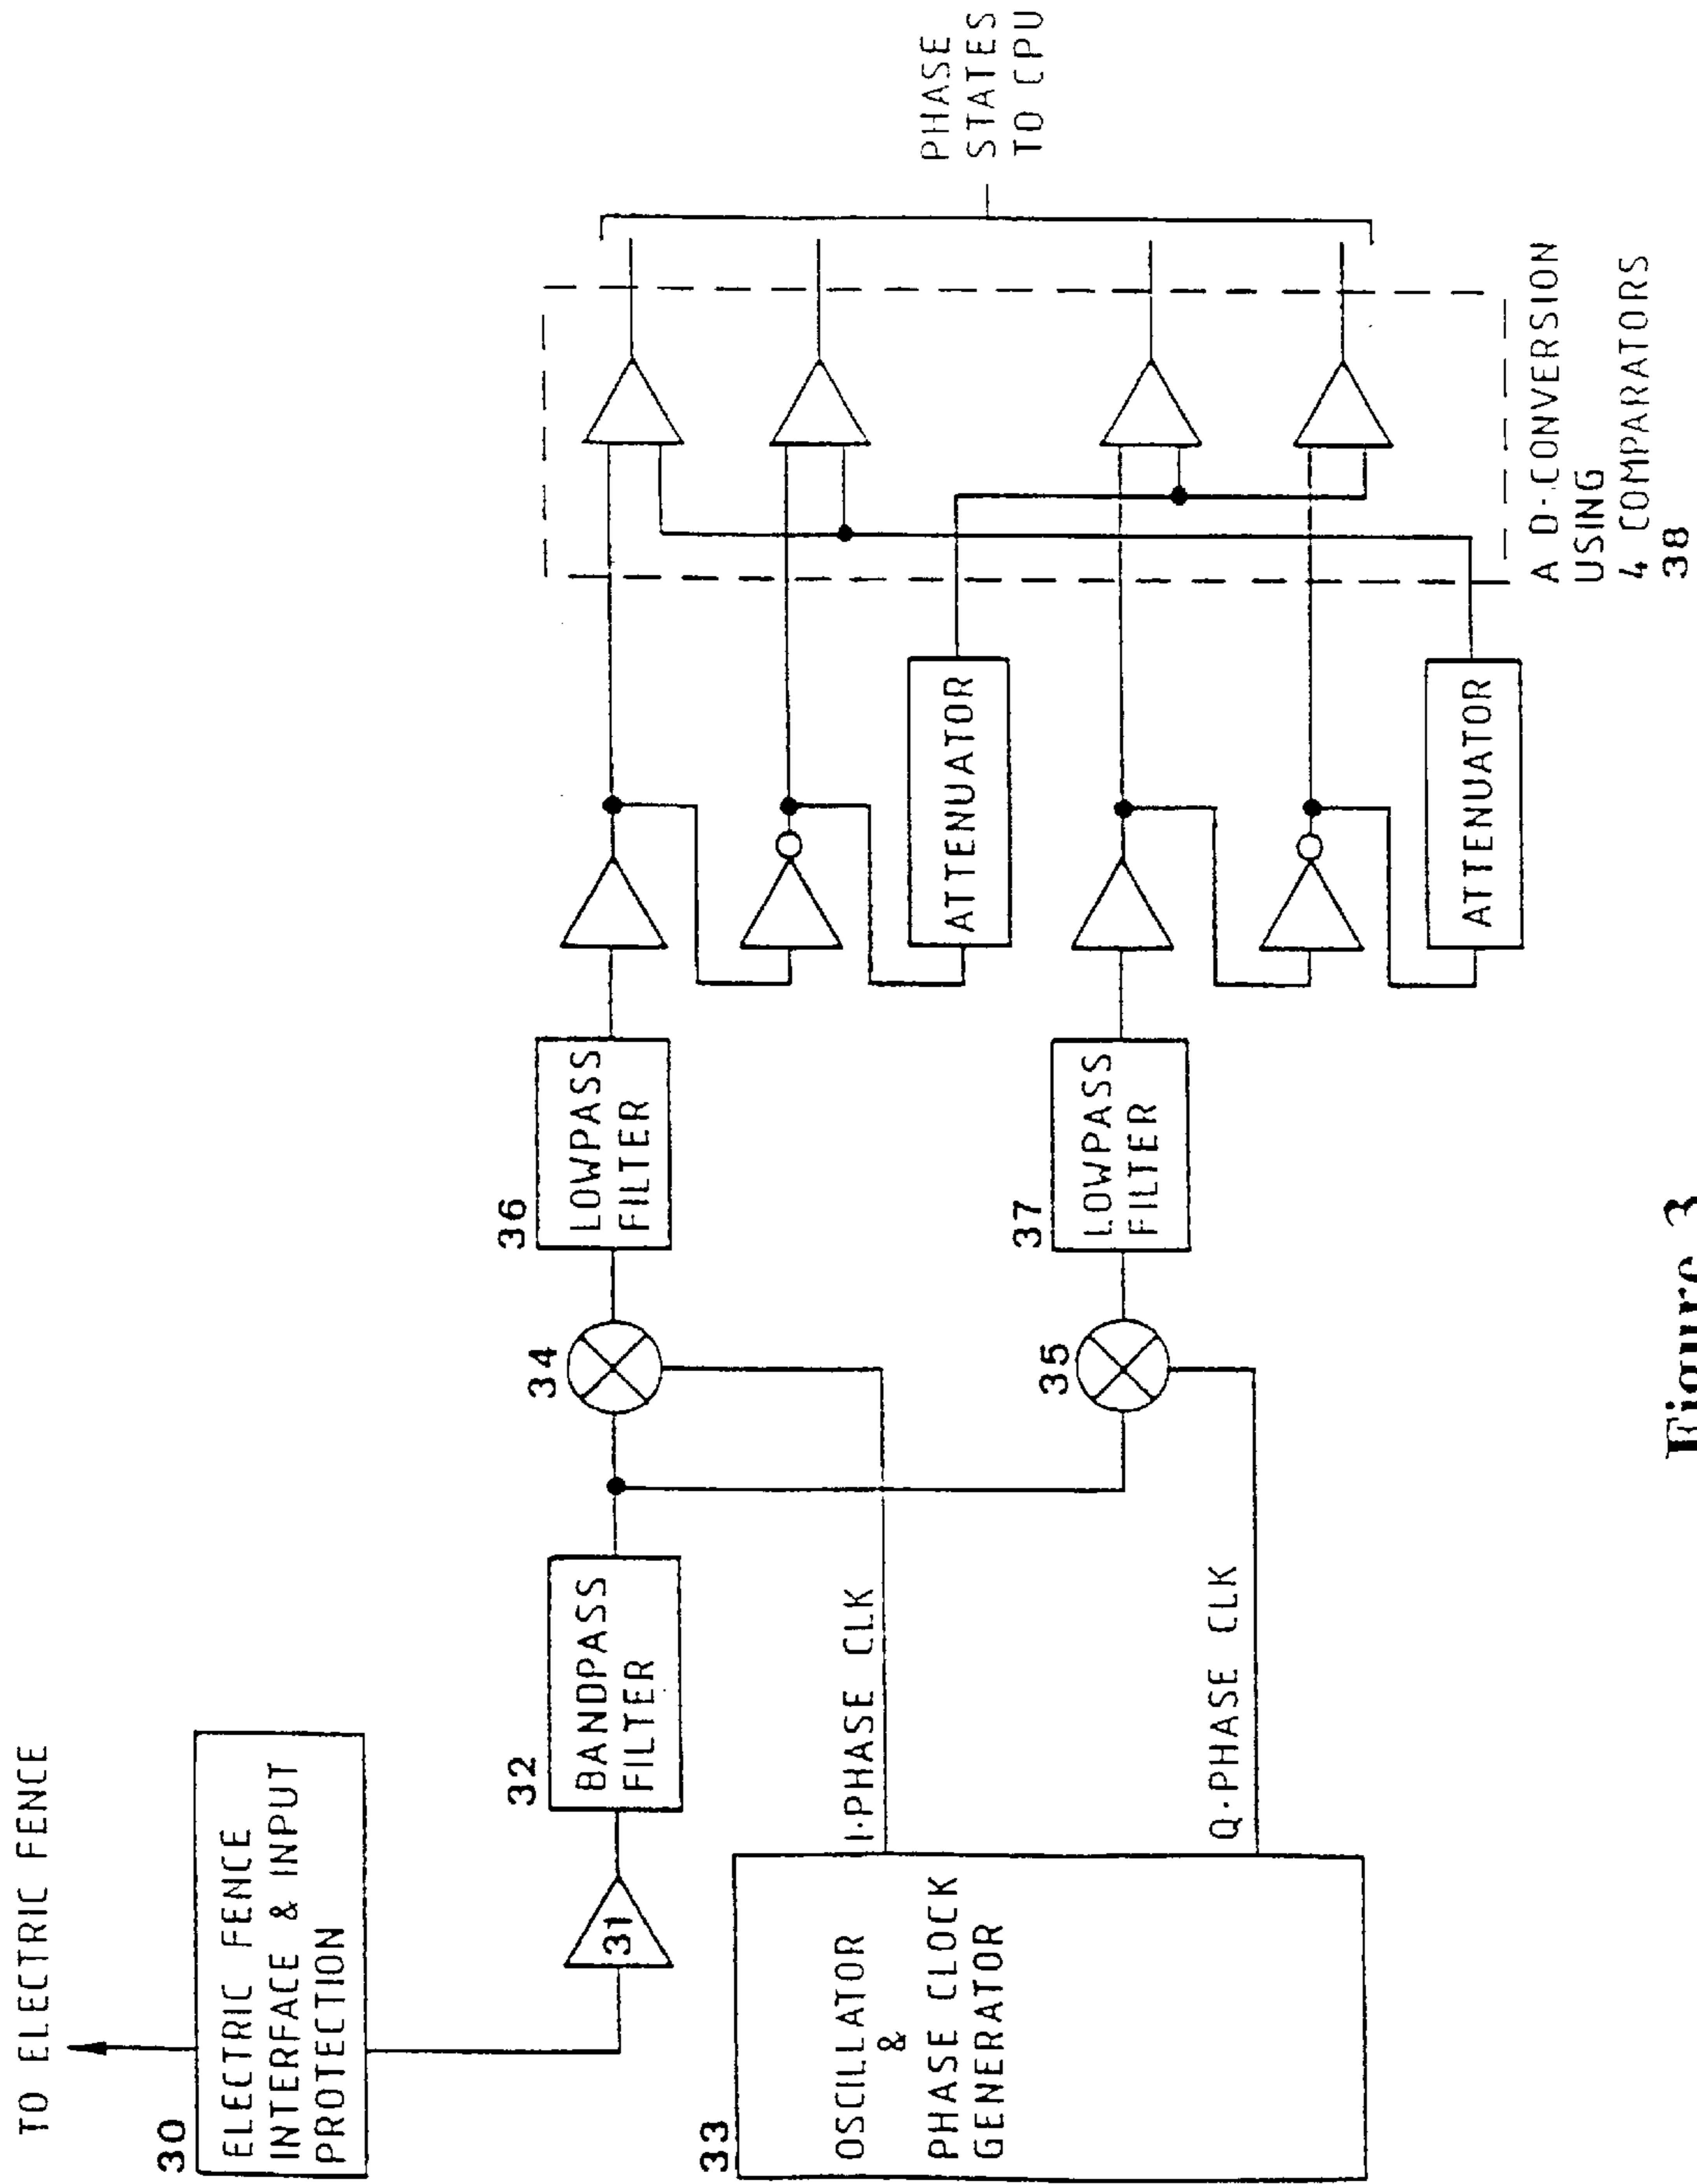 TO ELECTRIC FENCE
30
ELECTRIC FENCE
INTERFACE & INPUT
PROTECTION
31
32
BANDPASS
FILTER
33
OSCILLATOR
&
PHASE CLOCK
GENERATOR
I-PHASE CLK
Q-PHASE CLK
34
35
36
LOWPASS
FILTER
37
LOWPASS
FILTER
ATTENUATOR
ATTENUATOR
A D-CONVERSION
USING
4 COMPARATORS
38
PHASE
STATES
TO CPU
Figure 3